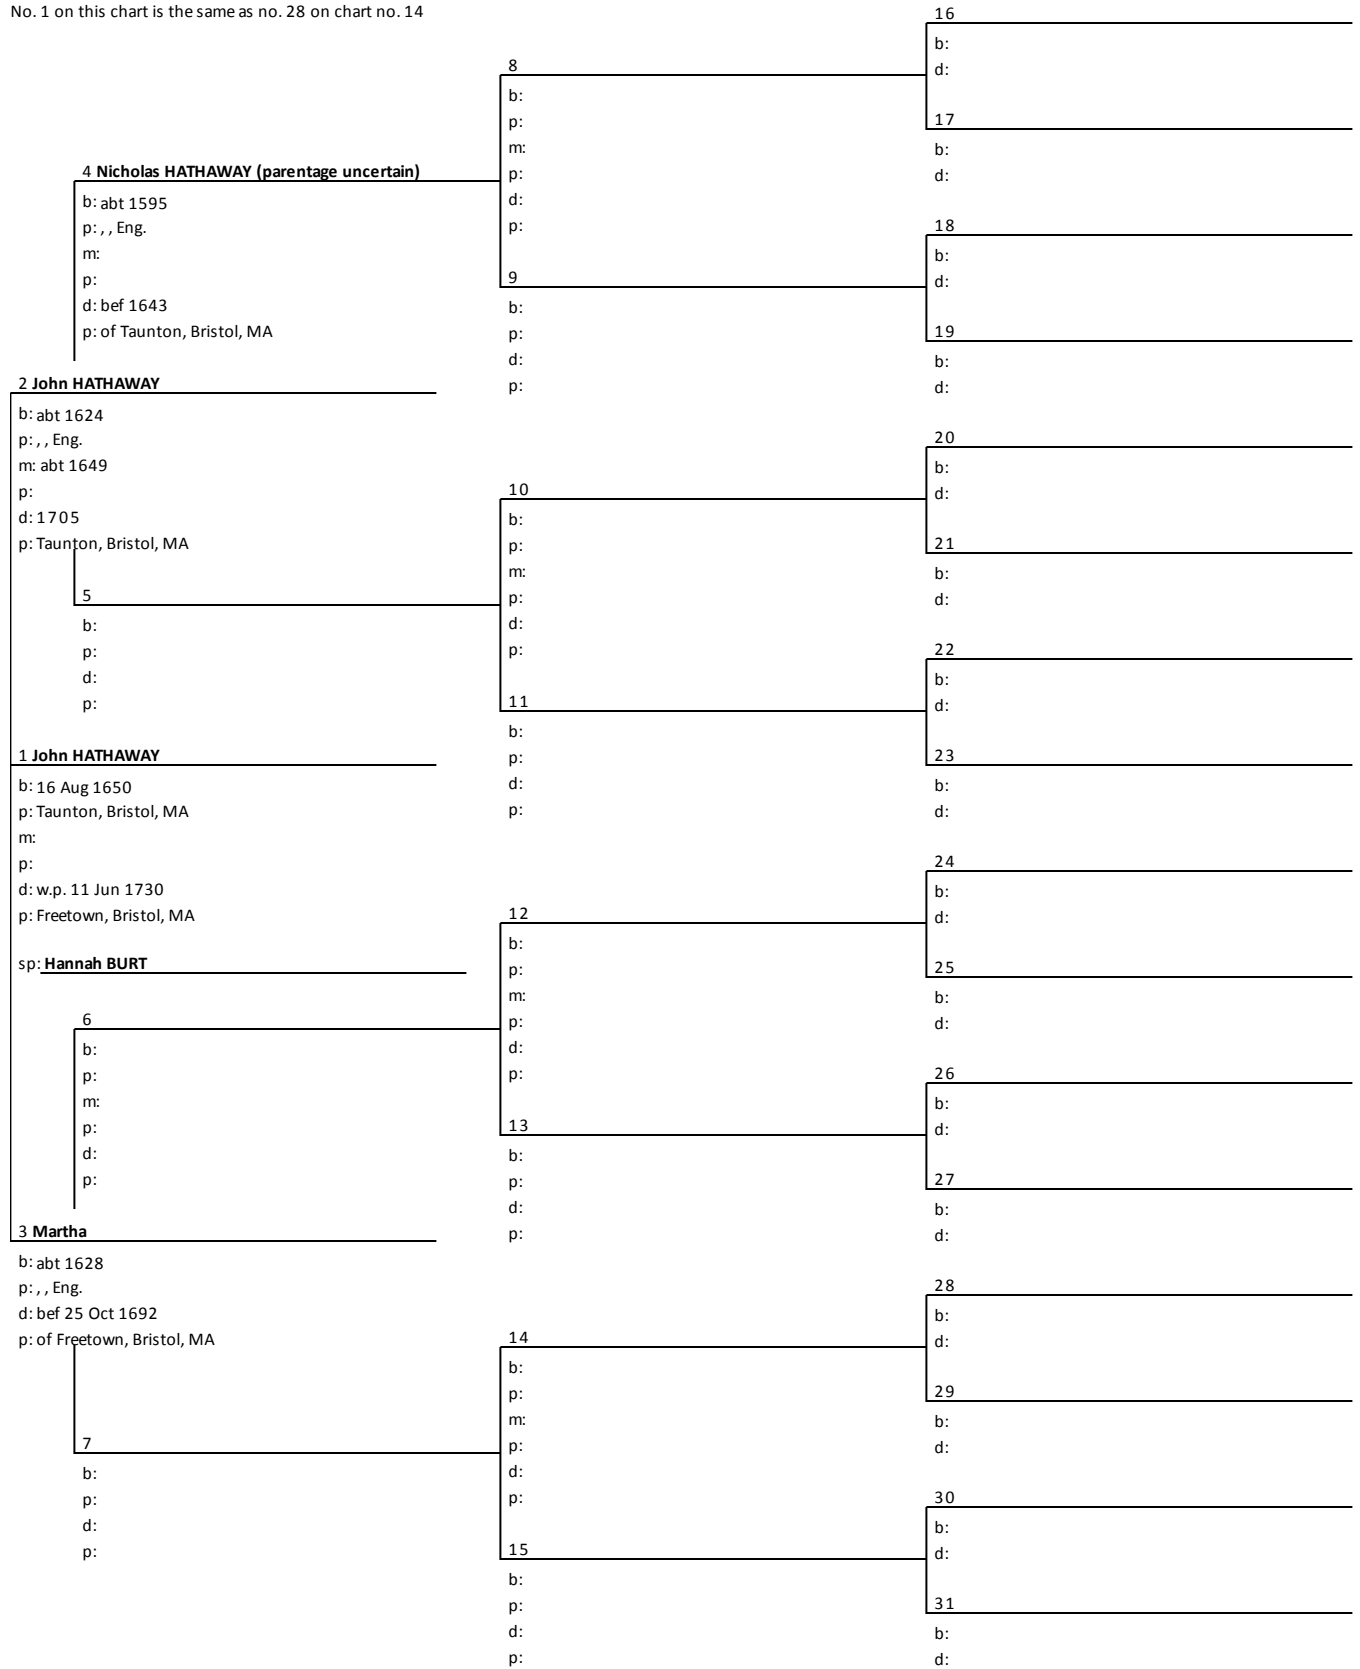 No. 1 on this chart is the same as no. 28 on chart no. 14
16
b:
d:
8
b:
p:
m:
p:
d:
p:
17
b:
d:
4 Nicholas HATHAWAY (parentage uncertain)
b: abt 1595
p: , , Eng.
m:
p:
d: bef 1643
p: of Taunton, Bristol, MA
18
b:
d:
9
b:
p:
d:
p:
19
b:
d:
2 John HATHAWAY
b: abt 1624
p: , , Eng.
m: abt 1649
p:
d: 1705
p: Taunton, Bristol, MA
20
b:
d:
10
b:
p:
m:
p:
d:
p:
21
b:
d:
5
b:
p:
d:
p:
22
b:
d:
11
b:
p:
d:
p:
23
b:
d:
1 John HATHAWAY
b: 16 Aug 1650
p: Taunton, Bristol, MA
m:
p:
d: w.p. 11 Jun 1730
p: Freetown, Bristol, MA
sp: Hannah BURT
24
b:
d:
12
b:
p:
m:
p:
d:
p:
25
b:
d:
6
b:
p:
m:
p:
d:
p:
26
b:
d:
13
b:
p:
d:
p:
27
b:
d:
3 Martha
b: abt 1628
p: , , Eng.
d: bef 25 Oct 1692
p: of Freetown, Bristol, MA
28
b:
d:
14
b:
p:
m:
p:
d:
p:
29
b:
d:
7
b:
p:
d:
p:
30
b:
d:
15
b:
p:
d:
p:
31
b:
d: